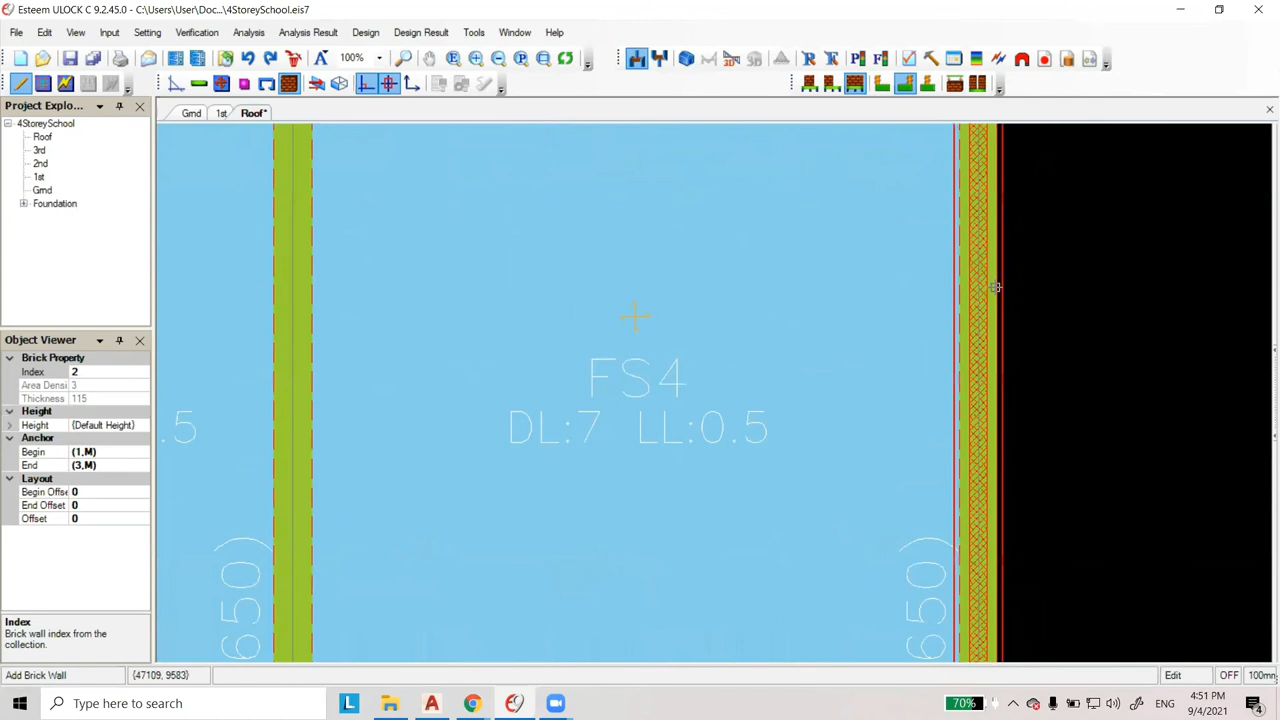 Esteem ULOCK C 9.2.45.0 - C:\Users\User\Doc.../4StoreySchool.eis7
File Edit View Input Setting Verification Analysis Analysis Result Design Design Result Tools Window Help
100%
Project Explo...
Gmd 1st Roof*
4StoreySchool
Roof
3rd
2nd
1st
Gmd
Foundation
Object Viewer
Brick Property
Index 2
Area Densi 3
Thickness 115
Height
Height {Default Height}
Anchor
Begin (1,M)
End (3,M)
Layout
Begin Offse 0
End Offset 0
Offset 0
Index
Brick wall index from the collection.
.5
FS4
DL:7 LL:0.5
650)
650)
Add Brick Wall {47109, 9583} Edit OFF 100mm
Type here to search
70%
4:51 PM
9/4/2021
4